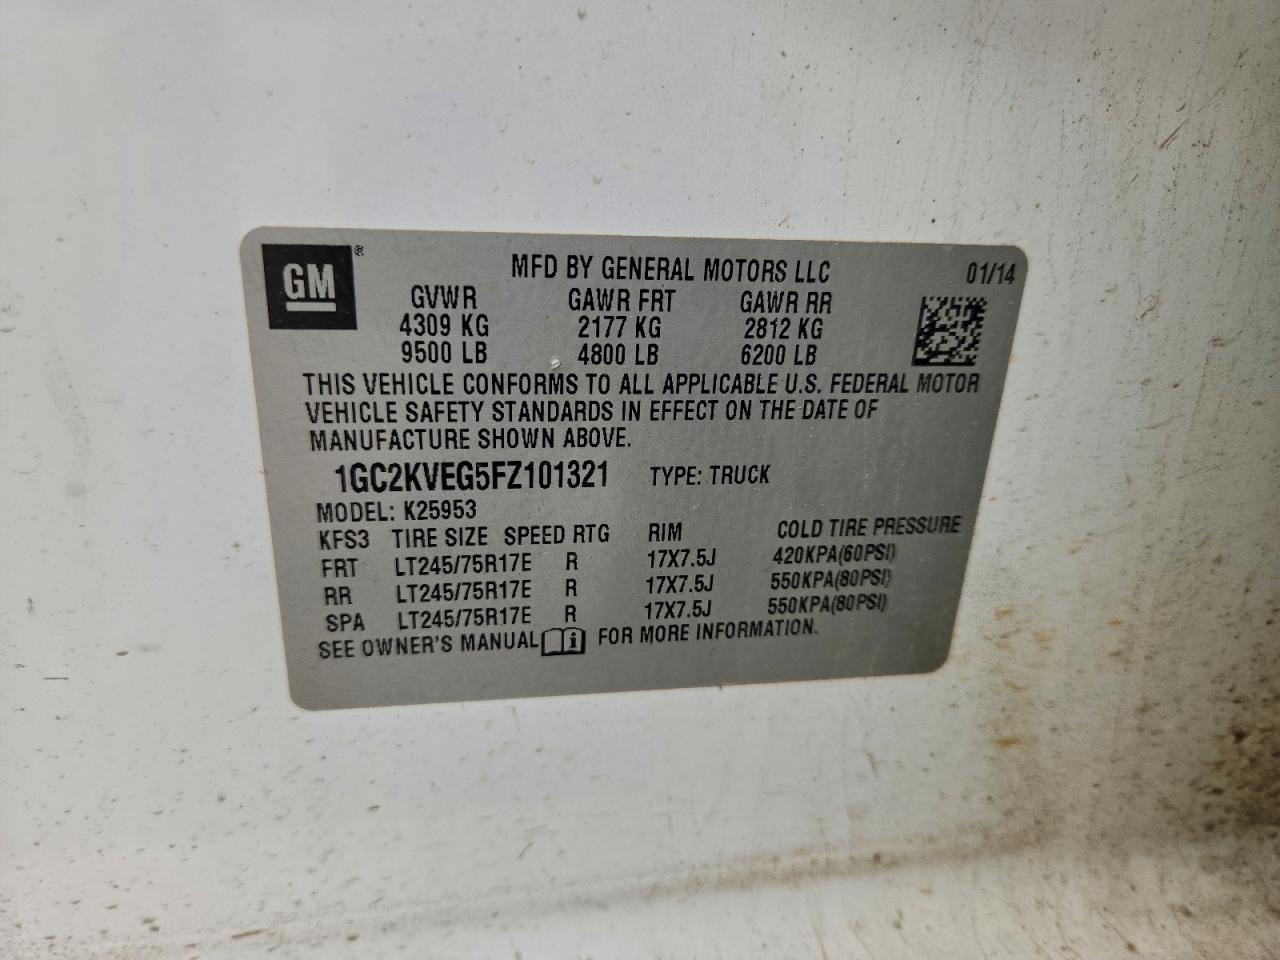 GM ®
MFD BY GENERAL MOTORS LLC 01/14
GVWR GAWR FRT GAWR RR
4309 KG 2177 KG 2812 KG
9500 LB 4800 LB 6200 LB
THIS VEHICLE CONFORMS TO ALL APPLICABLE U.S. FEDERAL MOTOR
VEHICLE SAFETY STANDARDS IN EFFECT ON THE DATE OF
MANUFACTURE SHOWN ABOVE.
1GC2KVEG5FZ101321 TYPE: TRUCK
MODEL: K25953
KFS3 TIRE SIZE SPEED RTG RIM COLD TIRE PRESSURE
FRT LT245/75R17E R 17X7.5J 420KPA(60PSI)
RR LT245/75R17E R 17X7.5J 550KPA(80PSI)
SPA LT245/75R17E R 17X7.5J 550KPA(80PSI)
SEE OWNER'S MANUAL FOR MORE INFORMATION.